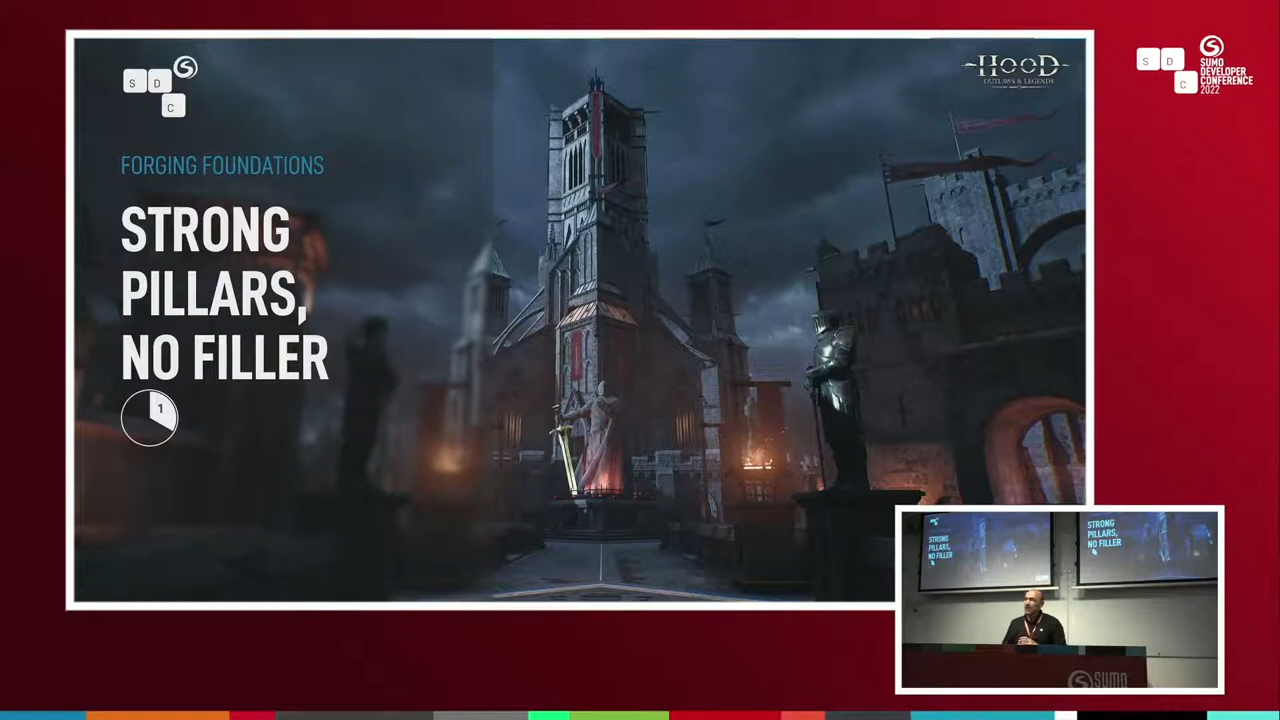 S D S
C
HOOD
OUTLAWS & LEGENDS
FORGING FOUNDATIONS
STRONG
PILLARS,
NO FILLER
1
S D
C
S
SUMO
DEVELOPER
CONFERENCE
2022
STRONG
PILLARS,
NO FILLER
STRONG
PILLARS,
NO FILLER
S SUMO